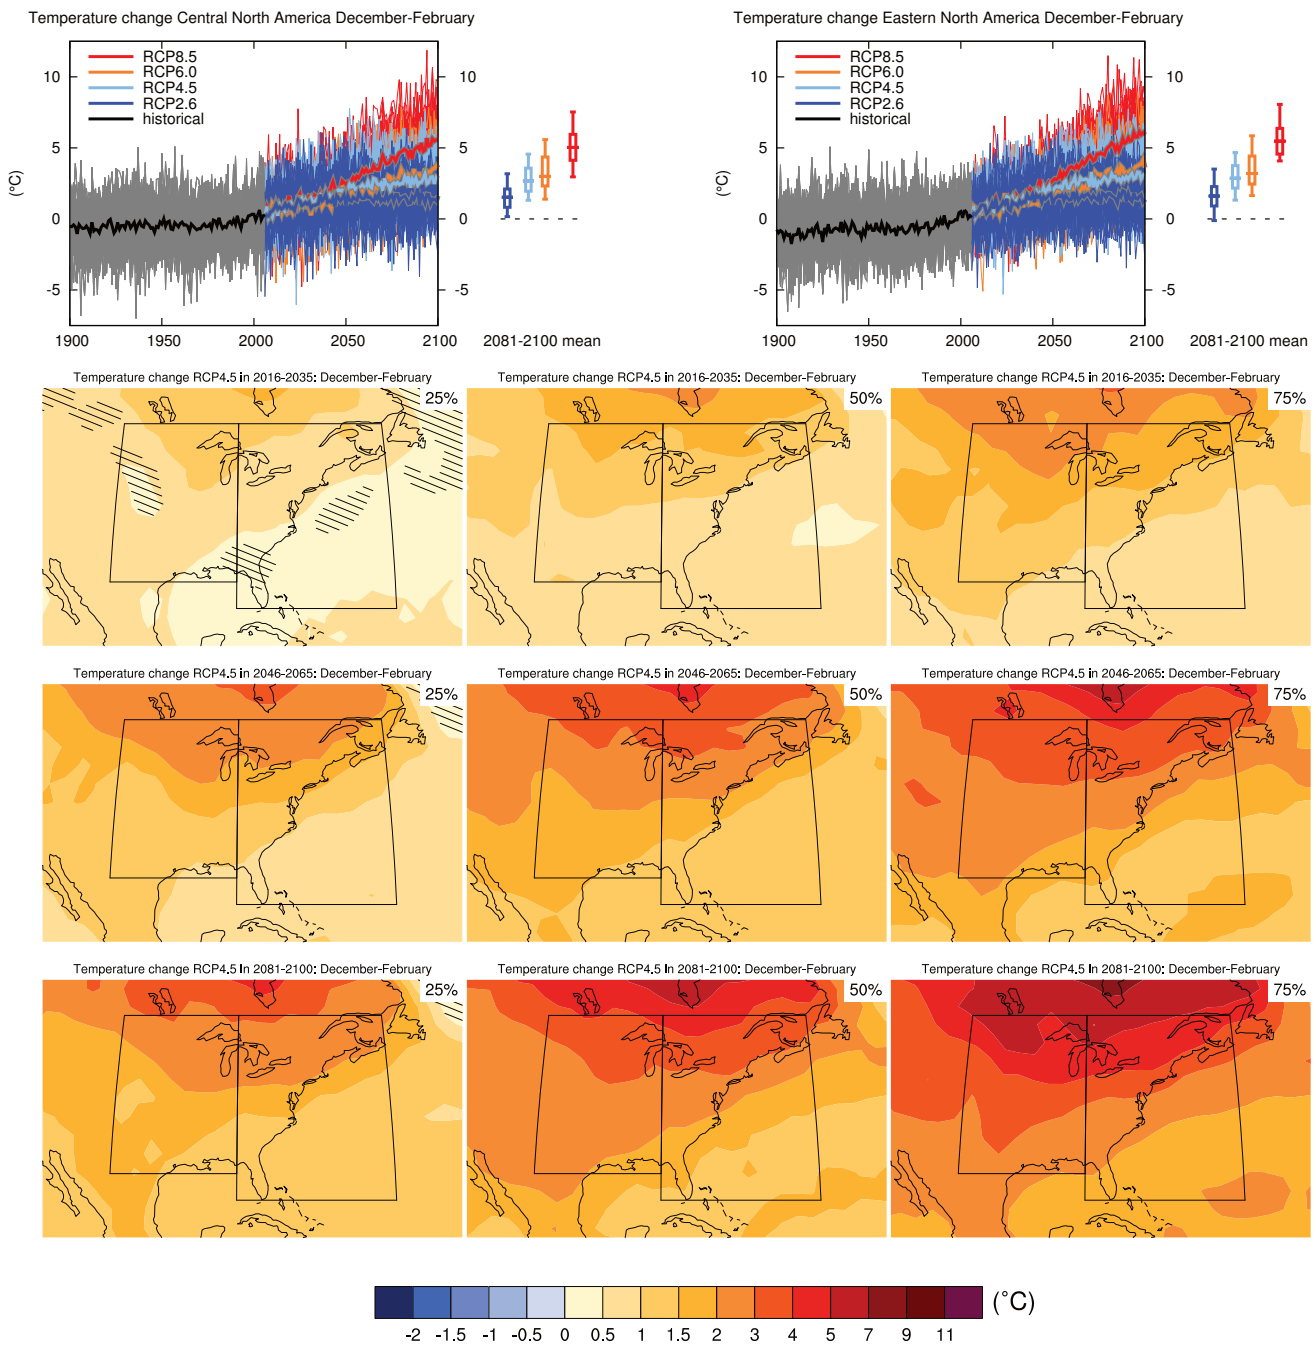 Temperature change Central North America December-February
RCP8.5
RCP6.0
RCP4.5
RCP2.6
historical
(°C)
10
5
0
-5
10
5
0
-5
1900 1950 2000 2050 2100
2081-2100 mean
Temperature change Eastern North America December-February
RCP8.5
RCP6.0
RCP4.5
RCP2.6
historical
(°C)
10
5
0
-5
10
5
0
-5
1900 1950 2000 2050 2100
2081-2100 mean
Temperature change RCP4.5 in 2016-2035: December-February
25%
Temperature change RCP4.5 in 2016-2035: December-February
50%
Temperature change RCP4.5 in 2016-2035: December-February
75%
Temperature change RCP4.5 in 2046-2065: December-February
25%
Temperature change RCP4.5 in 2046-2065: December-February
50%
Temperature change RCP4.5 in 2046-2065: December-February
75%
Temperature change RCP4.5 in 2081-2100: December-February
25%
Temperature change RCP4.5 in 2081-2100: December-February
50%
Temperature change RCP4.5 in 2081-2100: December-February
75%
(°C)
-2 -1.5 -1 -0.5 0 0.5 1 1.5 2 3 4 5 7 9 11